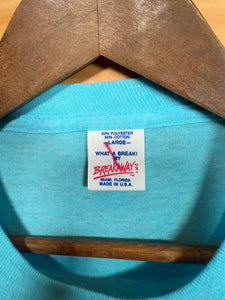 50% POLYESTER
50% COTTON
—LARGE—
WHAT A BREAK!
BY
BREAKAWAY
MIAMI, FLORIDA
MADE IN U.S.A.